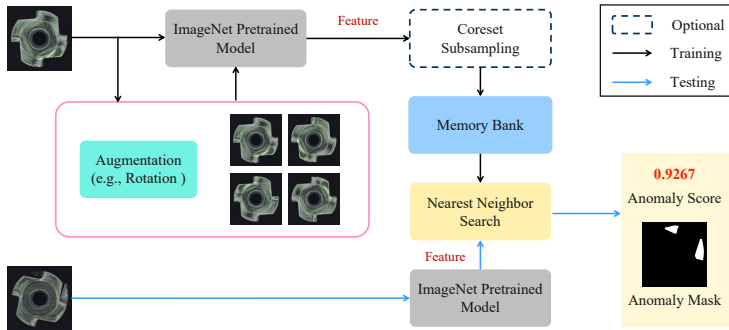 ImageNet Pretrained
Model
Feature
Coreset
Subsampling
Optional
Training
Testing
Memory Bank
Augmentation
(e.g., Rotation )
Nearest Neighbor
Search
0.9267
Anomaly Score
Feature
ImageNet Pretrained
Model
Anomaly Mask